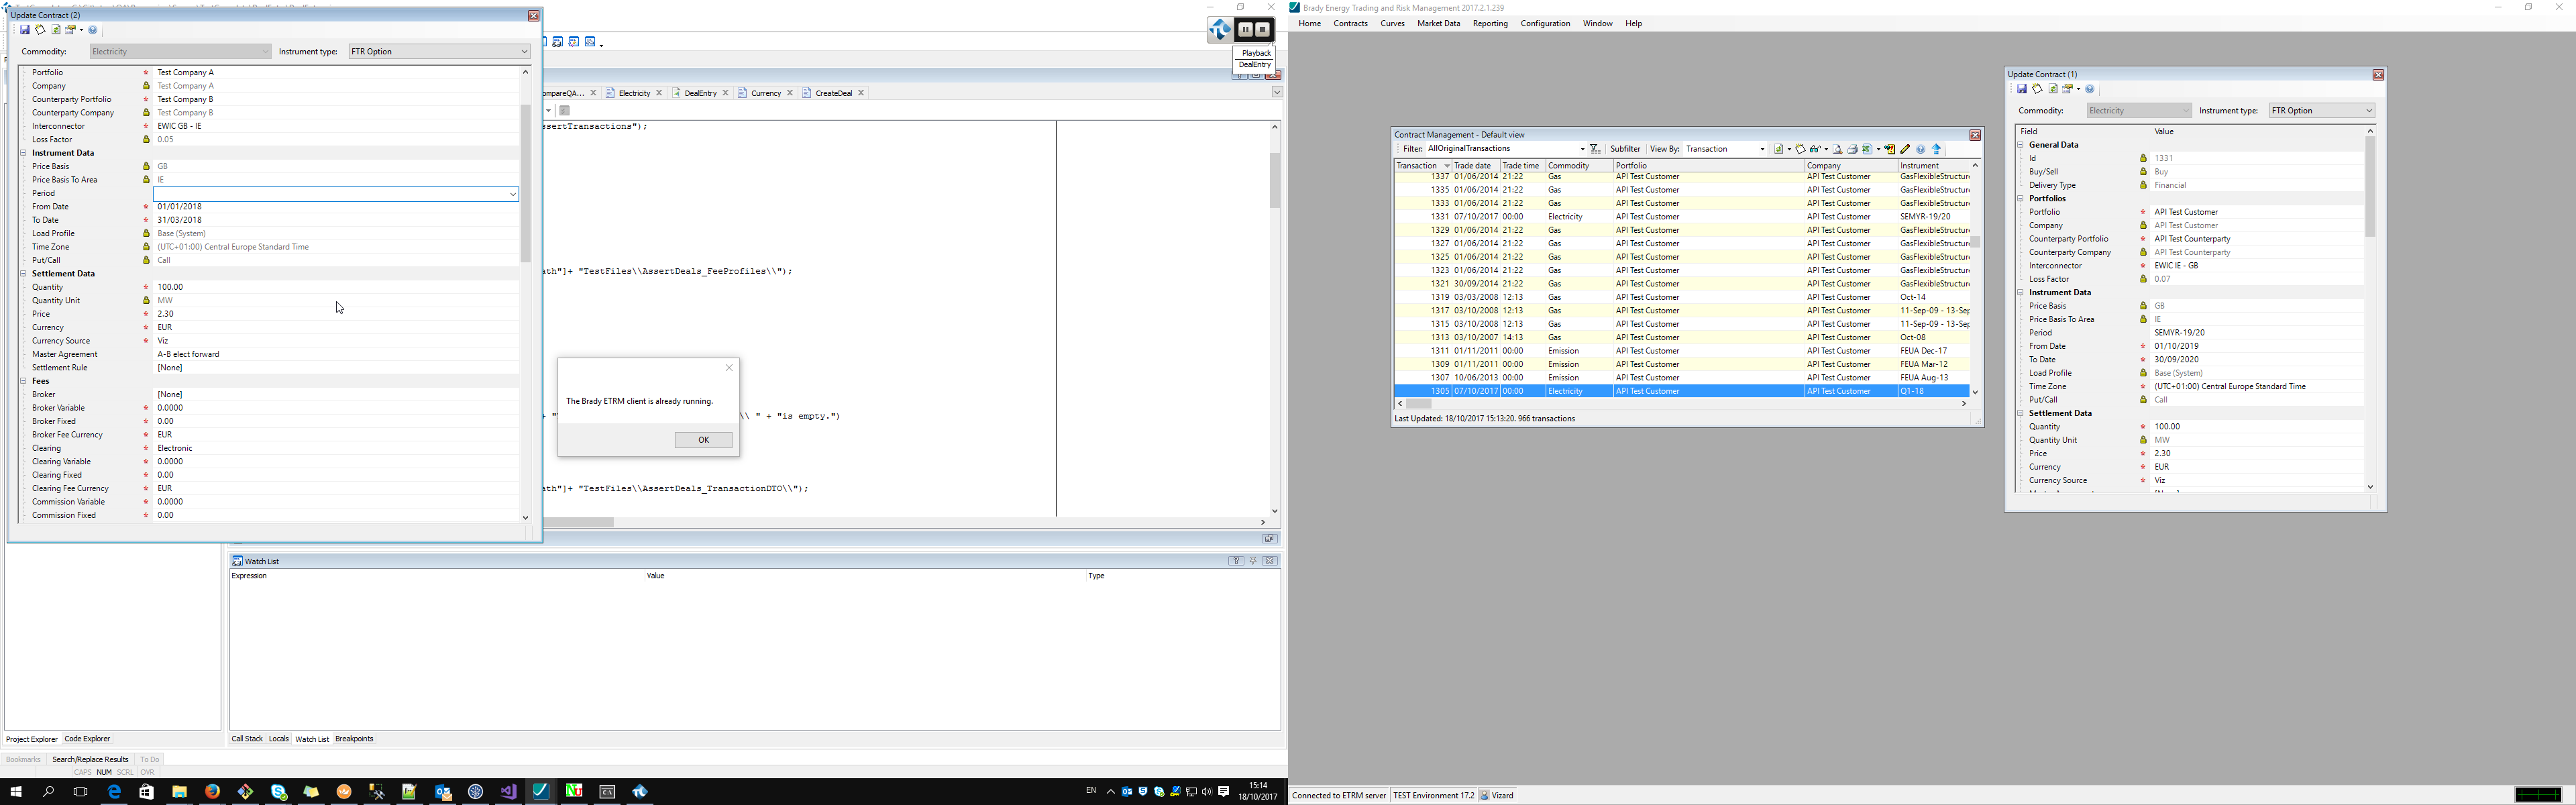 Update Contract (2)
Commodity: Electricity Instrument type: FTR Option
Portfolio * Test Company A
Company Test Company A
Counterparty Portfolio * Test Company B
Counterparty Company Test Company B
Interconnector * EWIC GB - IE
Loss Factor 0.05
Instrument Data
Price Basis GB
Price Basis To Area IE
Period
From Date * 01/01/2018
To Date * 31/03/2018
Load Profile Base (System)
Time Zone (UTC+01:00) Central Europe Standard Time
Put/Call Call
Settlement Data
Quantity * 100.00
Quantity Unit MW
Price * 2.30
Currency * EUR
Currency Source * Viz
Master Agreement A-B elect forward
Settlement Rule [None]
Fees
Broker [None]
Broker Variable * 0.0000
Broker Fixed * 0.00
Broker Fee Currency * EUR
Clearing * Electronic
Clearing Variable * 0.0000
Clearing Fixed * 0.00
Clearing Fee Currency * EUR
Commission Variable * 0.0000
Commission Fixed * 0.00
Playback
DealEntry
ompareQA... Electricity DealEntry Currency CreateDeal
ssertTransactions");
ath"]+ "TestFiles\\AssertDeals_FeeProfiles\\");
\\ " + "is empty.")
ath"]+ "TestFiles\\AssertDeals_TransactionDTO\\");
The Brady ETRM client is already running.
OK
Watch List
Expression Value Type
Project Explorer Code Explorer
Call Stack Locals Watch List Breakpoints
Bookmarks Search/Replace Results To Do
CAPS NUM SCRL OVR
EN 15:14
18/10/2017
Brady Energy Trading and Risk Management 2017.2.1.239
Home Contracts Curves Market Data Reporting Configuration Window Help
Contract Management - Default view
Filter: AllOriginalTransactions Subfilter View By: Transaction
Transaction Trade date Trade time Commodity Portfolio Company Instrument
1337 01/06/2014 21:22 Gas API Test Customer API Test Customer GasFlexibleStructure
1335 01/06/2014 21:22 Gas API Test Customer API Test Customer GasFlexibleStructure
1333 01/06/2014 21:22 Gas API Test Customer API Test Customer GasFlexibleStructure
1331 07/10/2017 00:00 Electricity API Test Customer API Test Customer SEMYR-19/20
1329 01/06/2014 21:22 Gas API Test Customer API Test Customer GasFlexibleStructure
1327 01/06/2014 21:22 Gas API Test Customer API Test Customer GasFlexibleStructure
1325 01/06/2014 21:22 Gas API Test Customer API Test Customer GasFlexibleStructure
1323 01/06/2014 21:22 Gas API Test Customer API Test Customer GasFlexibleStructure
1321 30/09/2014 21:22 Gas API Test Customer API Test Customer GasFlexibleStructure
1319 03/03/2008 12:13 Gas API Test Customer API Test Customer Oct-14
1317 03/10/2008 12:13 Gas API Test Customer API Test Customer 11-Sep-09 - 13-Sep
1315 03/10/2008 12:13 Gas API Test Customer API Test Customer 11-Sep-09 - 13-Sep
1313 03/10/2007 14:13 Gas API Test Customer API Test Customer Oct-08
1311 01/11/2011 00:00 Emission API Test Customer API Test Customer FEUA Dec-17
1309 01/11/2011 00:00 Emission API Test Customer API Test Customer FEUA Mar-12
1307 10/06/2013 00:00 Emission API Test Customer API Test Customer FEUA Aug-13
1305 07/10/2017 00:00 Electricity API Test Customer API Test Customer Q1-18
Last Updated: 18/10/2017 15:13:20. 966 transactions
Update Contract (1)
Commodity: Electricity Instrument type: FTR Option
Field Value
General Data
Id 1331
Buy/Sell Buy
Delivery Type Financial
Portfolios
Portfolio * API Test Customer
Company API Test Customer
Counterparty Portfolio * API Test Counterparty
Counterparty Company API Test Counterparty
Interconnector * EWIC IE - GB
Loss Factor 0.07
Instrument Data
Price Basis GB
Price Basis To Area IE
Period SEMYR-19/20
From Date * 01/10/2019
To Date * 30/09/2020
Load Profile Base (System)
Time Zone * (UTC+01:00) Central Europe Standard Time
Put/Call Call
Settlement Data
Quantity * 100.00
Quantity Unit MW
Price * 2.30
Currency * EUR
Currency Source * Viz
Connected to ETRM server TEST Environment 17.2 Vizard